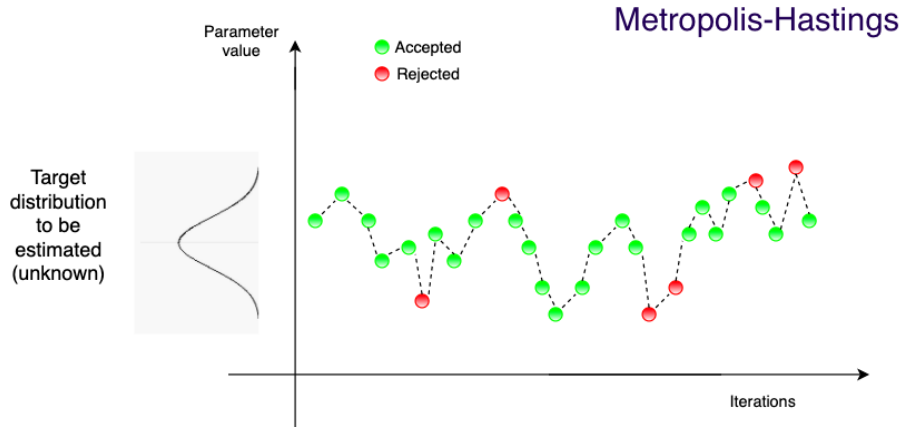 Metropolis-Hastings
Parameter
value
Accepted
Rejected
Target
distribution
to be
estimated
(unknown)
Iterations